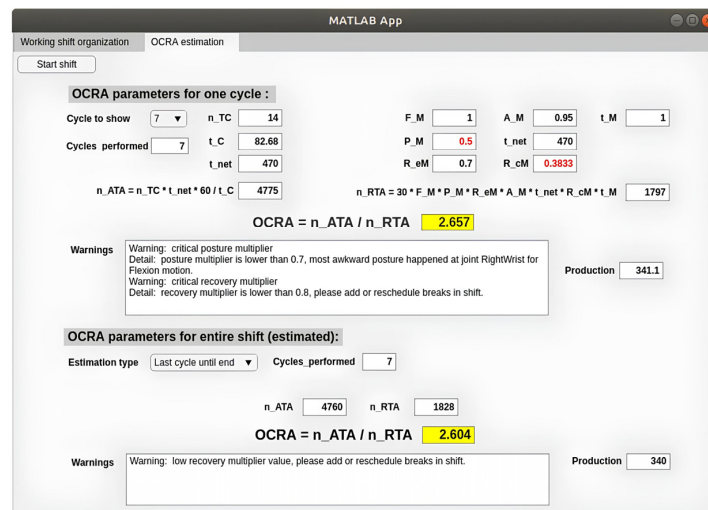 MATLAB App
Working shift organization OCRA estimation
Start shift
OCRA parameters for one cycle :
Cycle to show 7 n_TC 14 F_M 1 A_M 0.95 t_M 1
Cycles performed 7 t_C 82.68 P_M 0.5 t_net 470
t_net 470 R_eM 0.7 R_cM 0.3833
n_ATA = n_TC * t_net * 60 / t_C 4775 n_RTA = 30 * F_M * P_M * R_eM * A_M * t_net * R_cM * t_M 1797
OCRA = n_ATA / n_RTA 2.657
Warnings
Warning: critical posture multiplier
Detail: posture multiplier is lower than 0.7, most awkward posture happened at joint RightWrist for
Flexion motion.
Warning: critical recovery multiplier
Detail: recovery multiplier is lower than 0.8, please add or reschedule breaks in shift.
Production 341.1
OCRA parameters for entire shift (estimated):
Estimation type Last cycle until end Cycles_performed 7
n_ATA 4760 n_RTA 1828
OCRA = n_ATA / n_RTA 2.604
Warnings Warning: low recovery multiplier value, please add or reschedule breaks in shift. Production 340